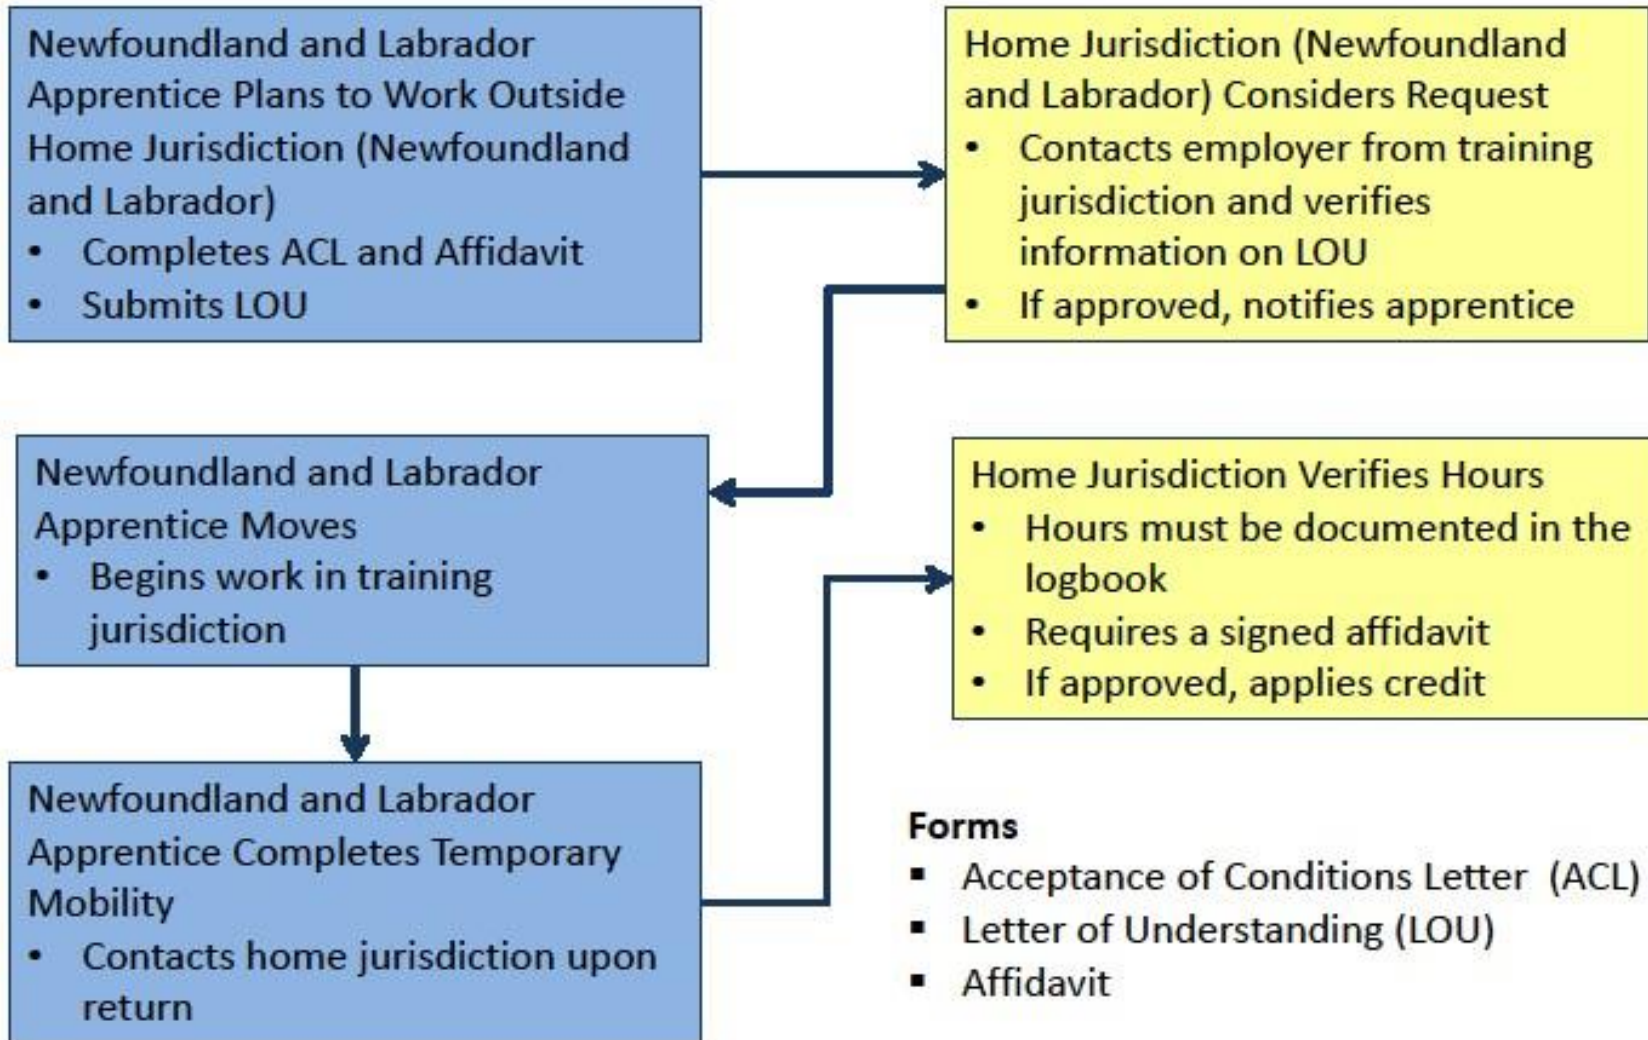 Newfoundland and Labrador
Apprentice Plans to Work Outside
Home Jurisdiction (Newfoundland
and Labrador)
• Completes ACL and Affidavit
• Submits LOU
Home Jurisdiction (Newfoundland
and Labrador) Considers Request
• Contacts employer from training
jurisdiction and verifies
information on LOU
• If approved, notifies apprentice
Newfoundland and Labrador
Apprentice Moves
• Begins work in training
jurisdiction
Newfoundland and Labrador
Apprentice Completes Temporary
Mobility
• Contacts home jurisdiction upon
return
Home Jurisdiction Verifies Hours
• Hours must be documented in the
logbook
• Requires a signed affidavit
• If approved, applies credit
Forms
▪ Acceptance of Conditions Letter (ACL)
▪ Letter of Understanding (LOU)
▪ Affidavit